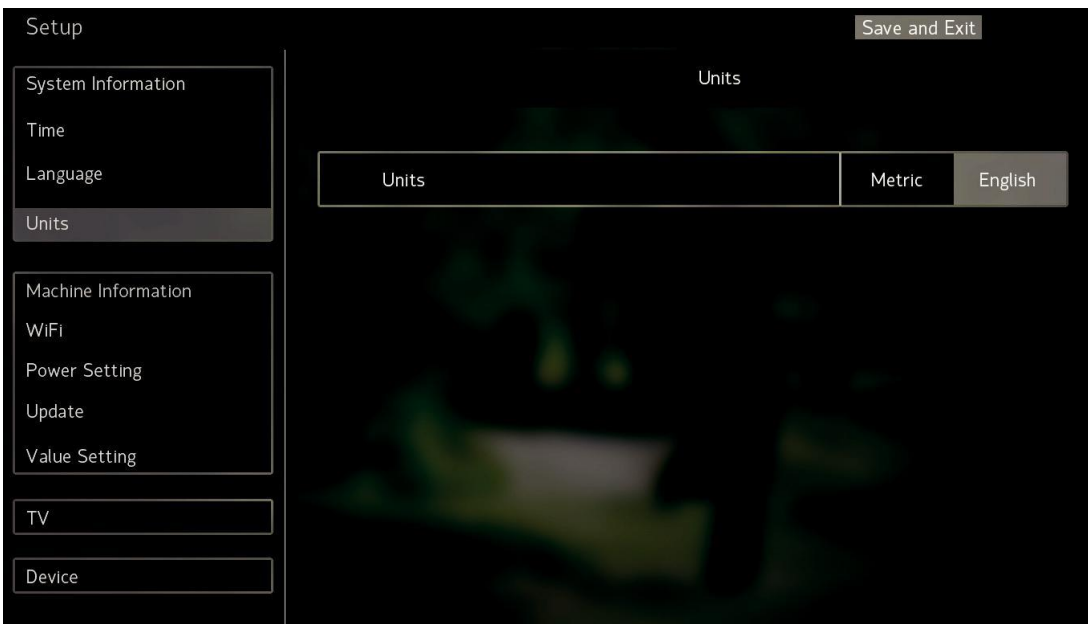 Setup
Save and Exit
System Information
Time
Language
Units
Machine Information
WiFi
Power Setting
Update
Value Setting
TV
Device
Units
Units Metric English